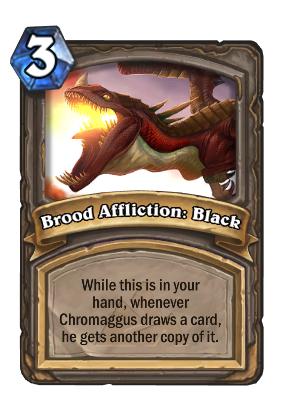 3
Brood Affliction: Black
While this is in your
hand, whenever
Chromaggus draws a card,
he gets another copy of it.